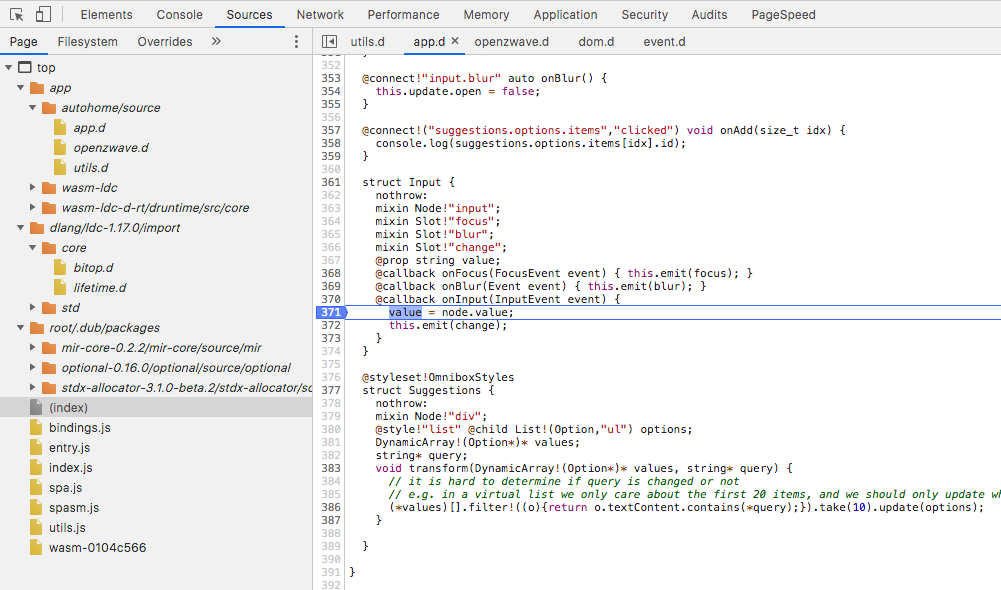 Elements Console Sources Network Performance Memory Application Security Audits PageSpeed
Page Filesystem Overrides »
utils.d app.d × openzwave.d dom.d event.d
top
app
autohome/source
app.d
openzwave.d
utils.d
wasm-ldc
wasm-ldc-d-rt/druntime/src/core
dlang/ldc-1.17.0/import
core
bitop.d
lifetime.d
std
root/.dub/packages
mir-core-0.2.2/mir-core/source/mir
optional-0.16.0/optional/source/optional
stdx-allocator-3.1.0-beta.2/stdx-allocator/so
(index)
bindings.js
entry.js
index.js
spa.js
spasm.js
utils.js
wasm-0104c566
352
353 @connect!"input.blur" auto onBlur() {
354 this.update.open = false;
355 }
356
357 @connect!("suggestions.options.items","clicked") void onAdd(size_t idx) {
358 console.log(suggestions.options.items[idx].id);
359 }
360
361 struct Input {
362 nothrow:
363 mixin Node!"input";
364 mixin Slot!"focus";
365 mixin Slot!"blur";
366 mixin Slot!"change";
367 @prop string value;
368 @callback onFocus(FocusEvent event) { this.emit(focus); }
369 @callback onBlur(Event event) { this.emit(blur); }
370 @callback onInput(InputEvent event) {
371 value = node.value;
372 this.emit(change);
373 }
374 }
375
376 @styleset!OmniboxStyles
377 struct Suggestions {
378 nothrow:
379 mixin Node!"div";
380 @style!"list" @child List!(Option,"ul") options;
381 DynamicArray!(Option*)* values;
382 string* query;
383 void transform(DynamicArray!(Option*)* values, string* query) {
384 // it is hard to determine if query is changed or not
385 // e.g. in a virtual list we only care about the first 20 items, and we should only update wh
386 (*values)[].filter!((o){return o.textContent.contains(*query);}).take(10).update(options);
387 }
388
389 }
390
391 }
392